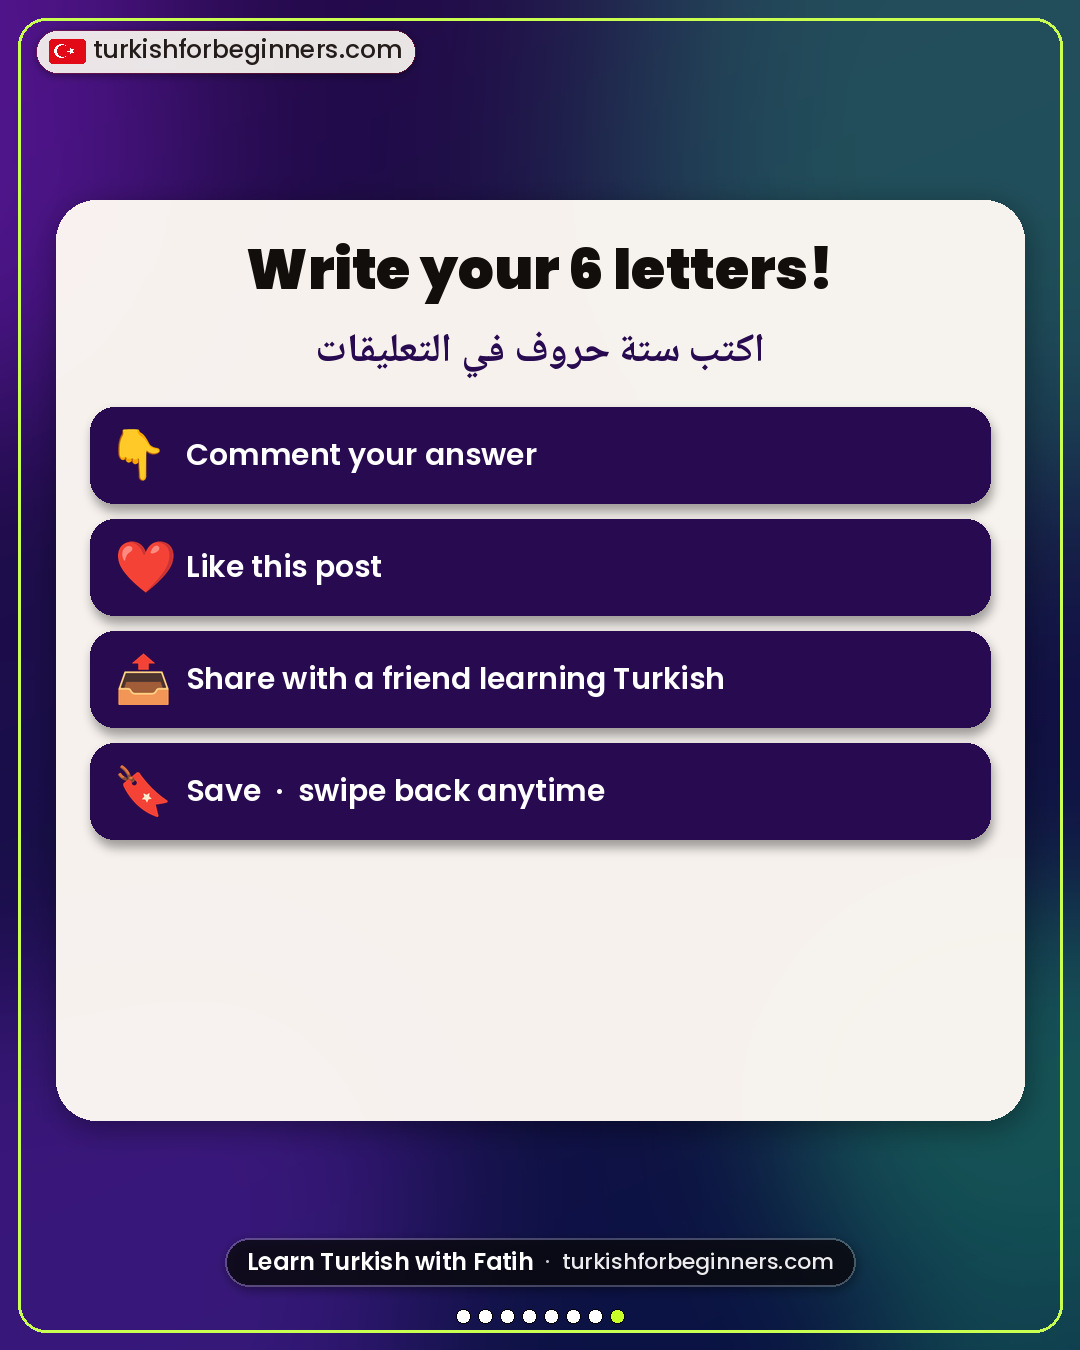 turkishforbeginners.com
Write your 6 letters!
اكتب ستة حروف في التعليقات
Comment your answer
Like this post
Share with a friend learning Turkish
Save · swipe back anytime
Learn Turkish with Fatih · turkishforbeginners.com